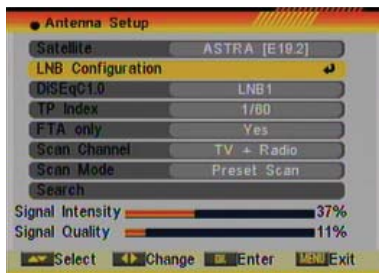 Antenna Setup
Satellite ASTRA [E19.2]
LNB Configuration
DiSEqC1.0 LNB1
TP Index 1/60
FTA only Yes
Scan Channel TV + Radio
Scan Mode Preset Scan
Search
Signal Intensity 37%
Signal Quality 11%
Select Change OK Enter MENU Exit